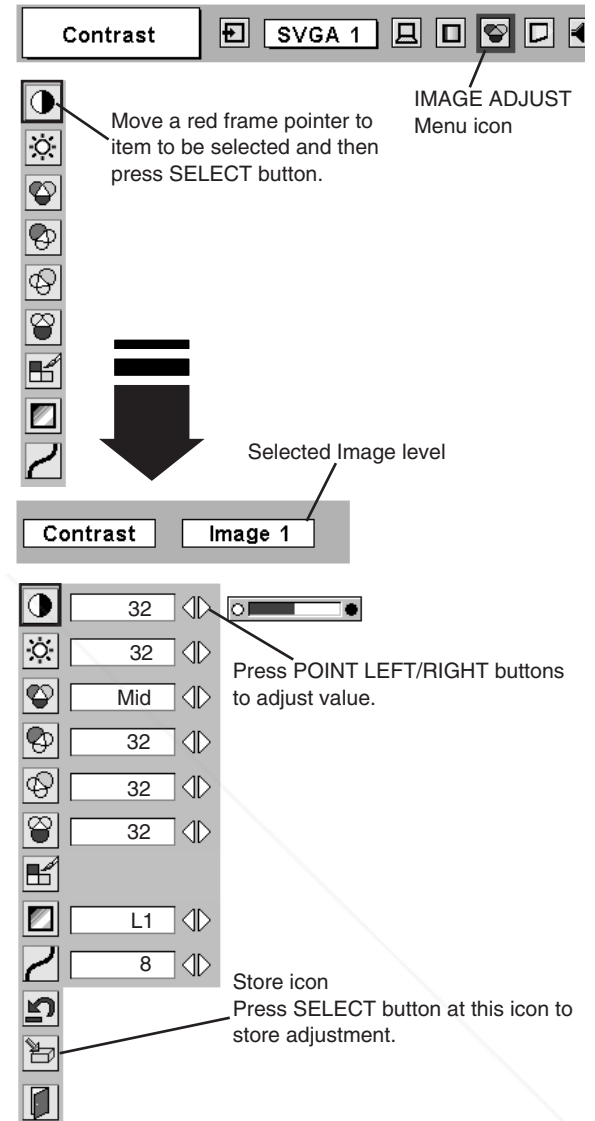 Contrast
SVGA 1
IMAGE ADJUST
Menu icon
Move a red frame pointer to
item to be selected and then
press SELECT button.
Selected Image level
Contrast
Image 1
32
32
Press POINT LEFT/RIGHT buttons
to adjust value.
Mid
32
32
32
L1
8
Store icon
Press SELECT button at this icon to
store adjustment.